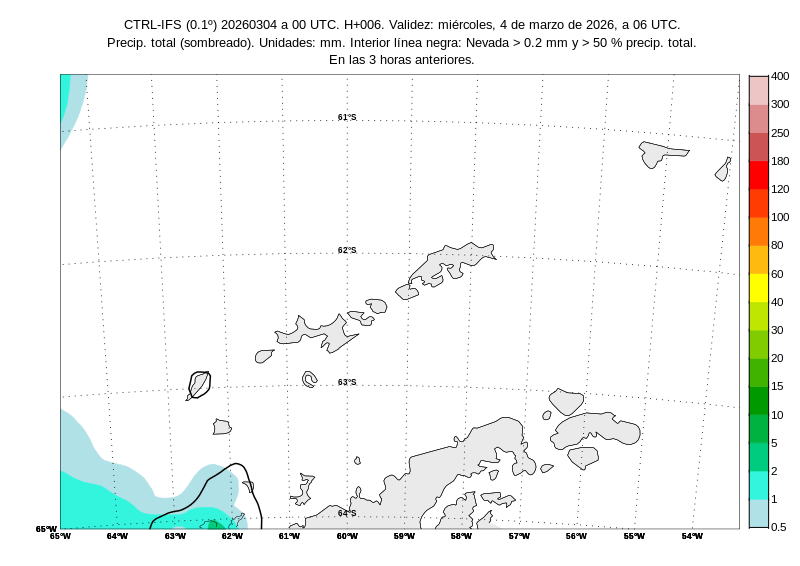 CTRL-IFS (0.1º) 20260304 a 00 UTC. H+006. Validez: miércoles, 4 de marzo de 2026, a 06 UTC.
Precip. total (sombreado). Unidades: mm. Interior línea negra: Nevada > 0.2 mm y > 50 % precip. total.
En las 3 horas anteriores.
400
300
250
180
120
100
80
60
40
30
20
15
10
5
2
1
0.5
61°S
62°S
63°S
64°S
65°W
65°W
64°W
63°W
62°W
61°W
60°W
59°W
58°W
57°W
56°W
55°W
54°W